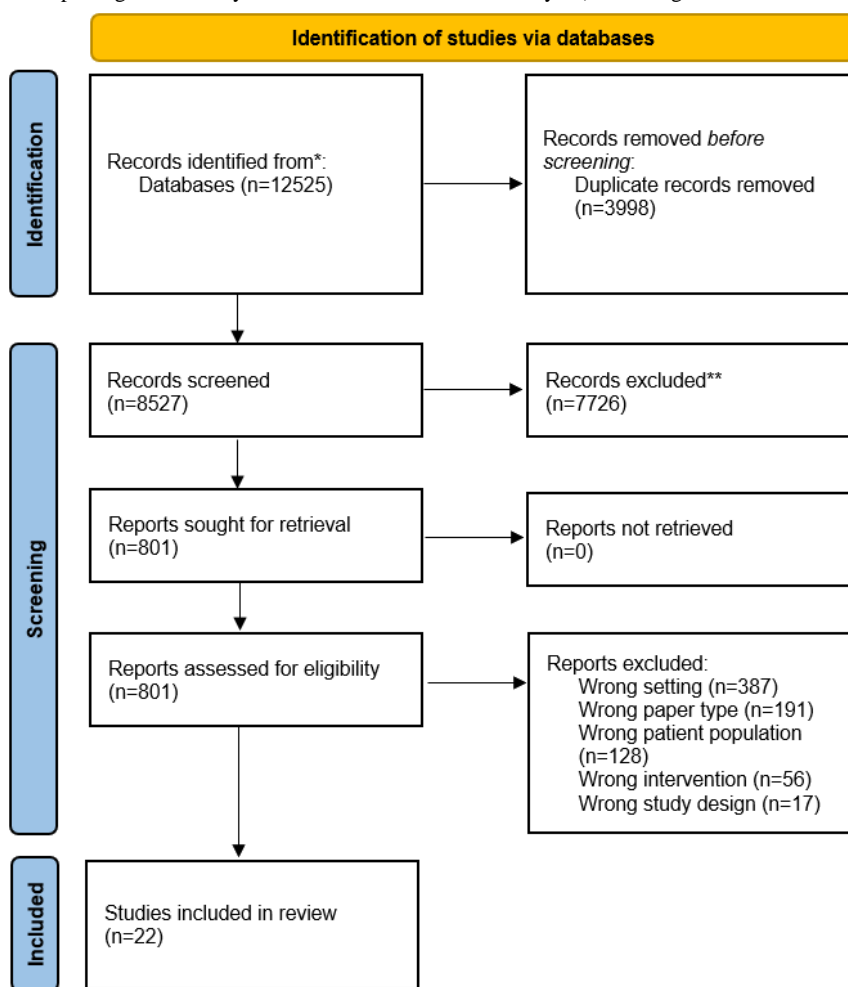 Identification of studies via databases
Identification
Records identified from*:
Databases (n=12525)
Records removed before
screening:
Duplicate records removed
(n=3998)
Screening
Records screened
(n=8527)
Records excluded**
(n=7726)
Reports sought for retrieval
(n=801)
Reports not retrieved
(n=0)
Reports assessed for eligibility
(n=801)
Reports excluded:
Wrong setting (n=387)
Wrong paper type (n=191)
Wrong patient population
(n=128)
Wrong intervention (n=56)
Wrong study design (n=17)
Included
Studies included in review
(n=22)